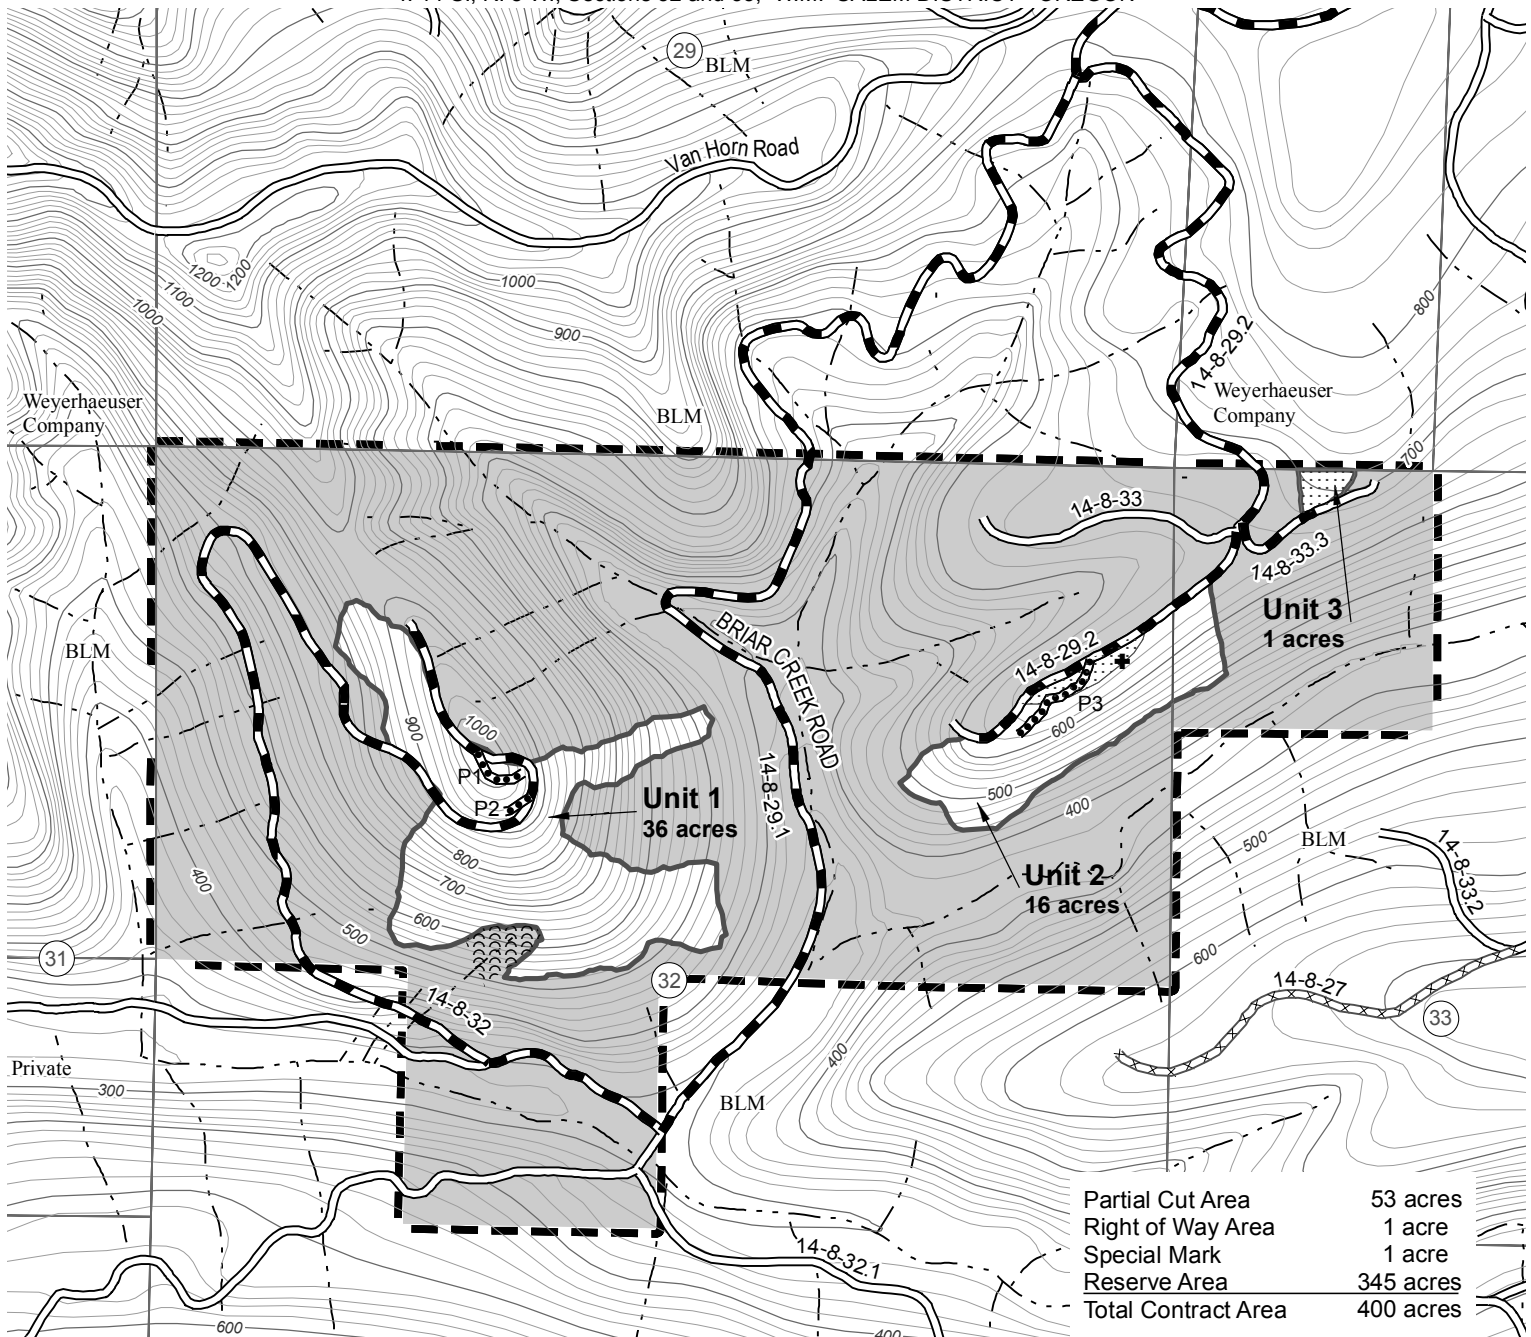 29
BLM
Van Horn Road
1200
1200
1100
1000
1000
900
800
14-8-29.2
Weyerhaeuser
Company
BLM
Weyerhaeuser
Company
700
14-8-33
14-8-33.3
Unit 3
1 acres
BRIAR CREEK ROAD
BLM
14-8-29.2
P3
600
900
1000
P1
P2
Unit 1
36 acres
14-8-29.1
500
400
500
BLM
14-8-33.2
800
700
600
500
400
Unit 2
16 acres
600
31
32
14-8-27
33
14-8-32
400
Private
300
BLM
14-8-32.1
600
400
Partial Cut Area 53 acres
Right of Way Area 1 acre
Special Mark 1 acre
Reserve Area 345 acres
Total Contract Area 400 acres